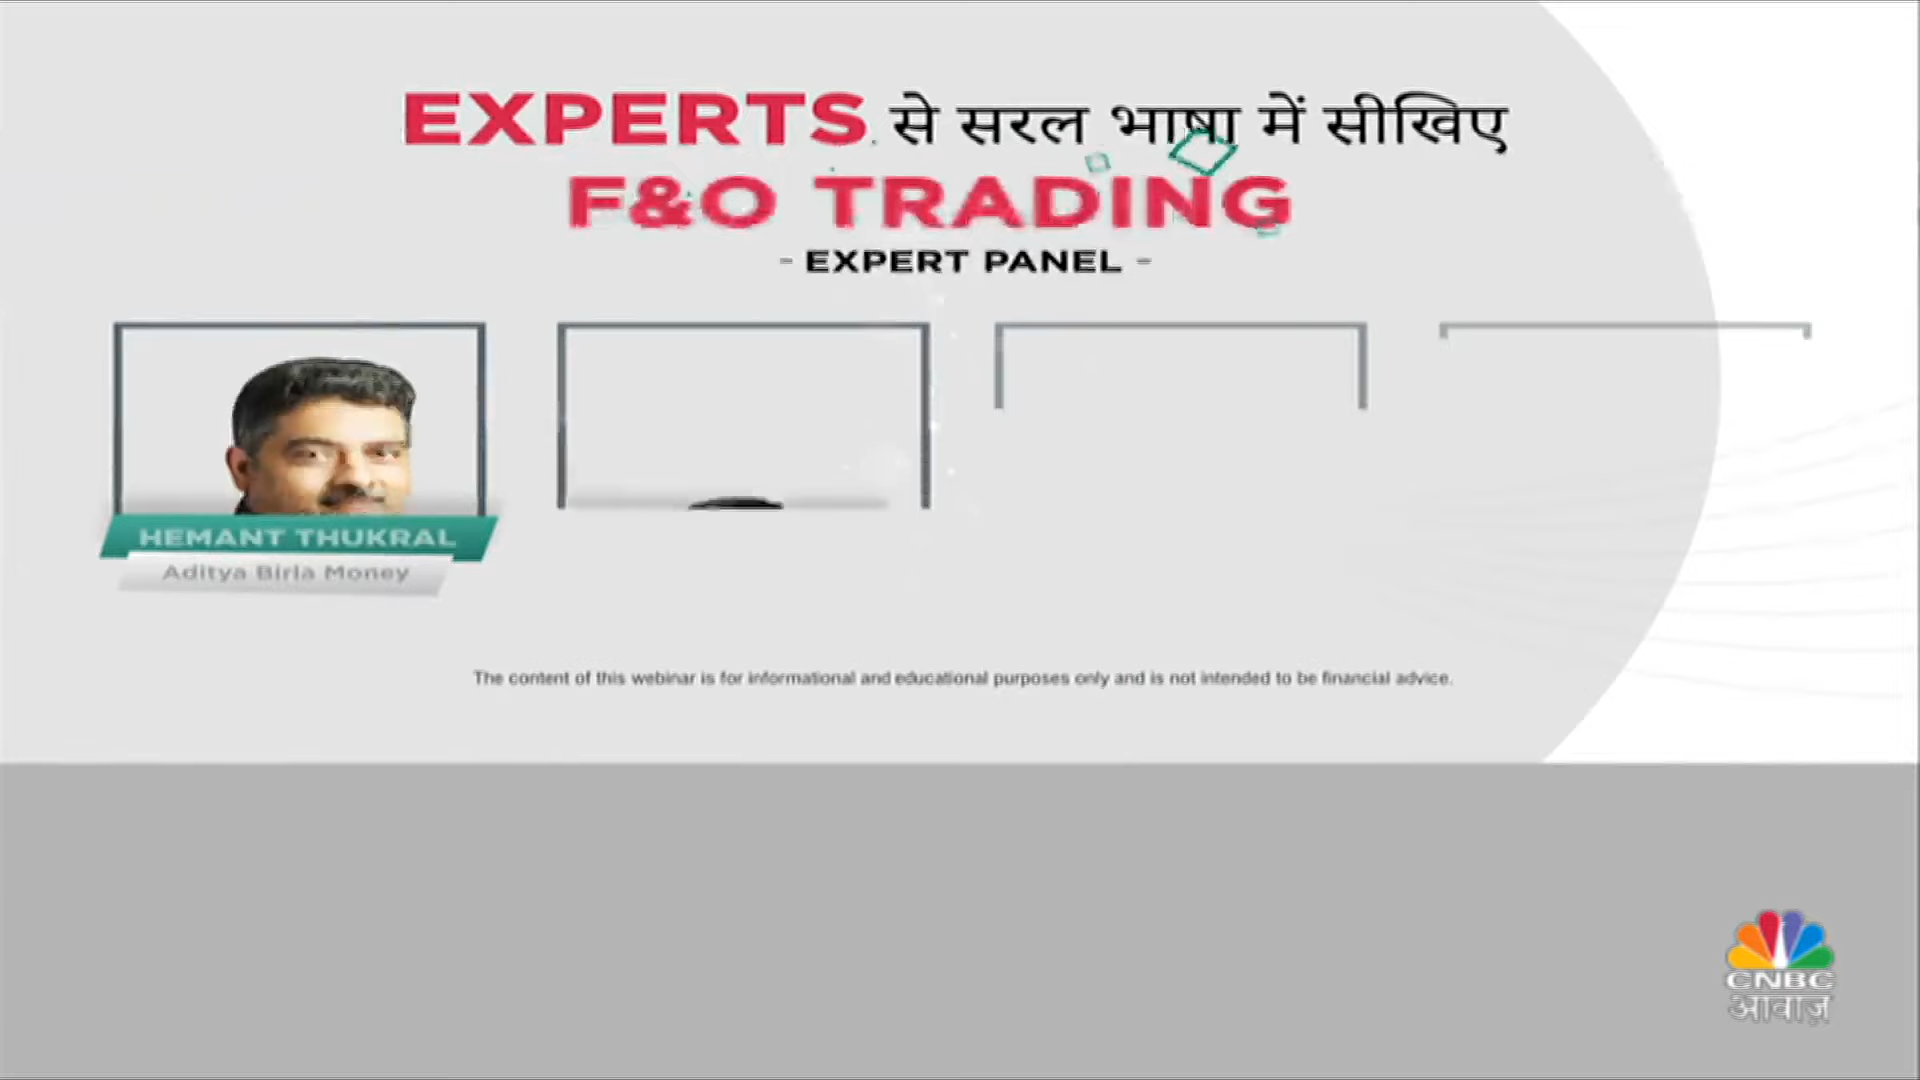 EXPERTS से सरल भाषा में सीखिए
F&O TRADING
- EXPERT PANEL -
HEMANT THUKRAL
Aditya Birla Money
The content of this webinar is for informational and educational purposes only and is not intended to be financial advice.
CNBC
आवाज़